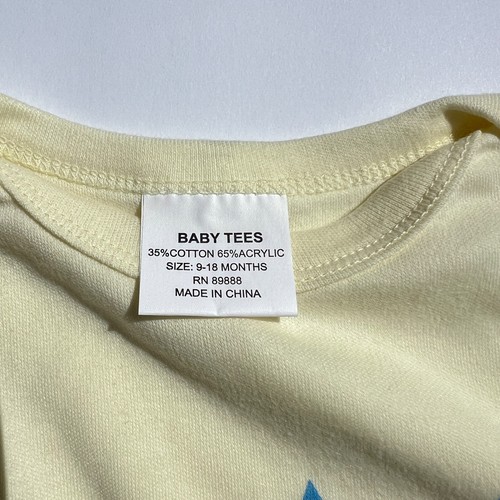 BABY TEES
35%COTTON 65%ACRYLIC
SIZE: 9-18 MONTHS
RN 89888
MADE IN CHINA